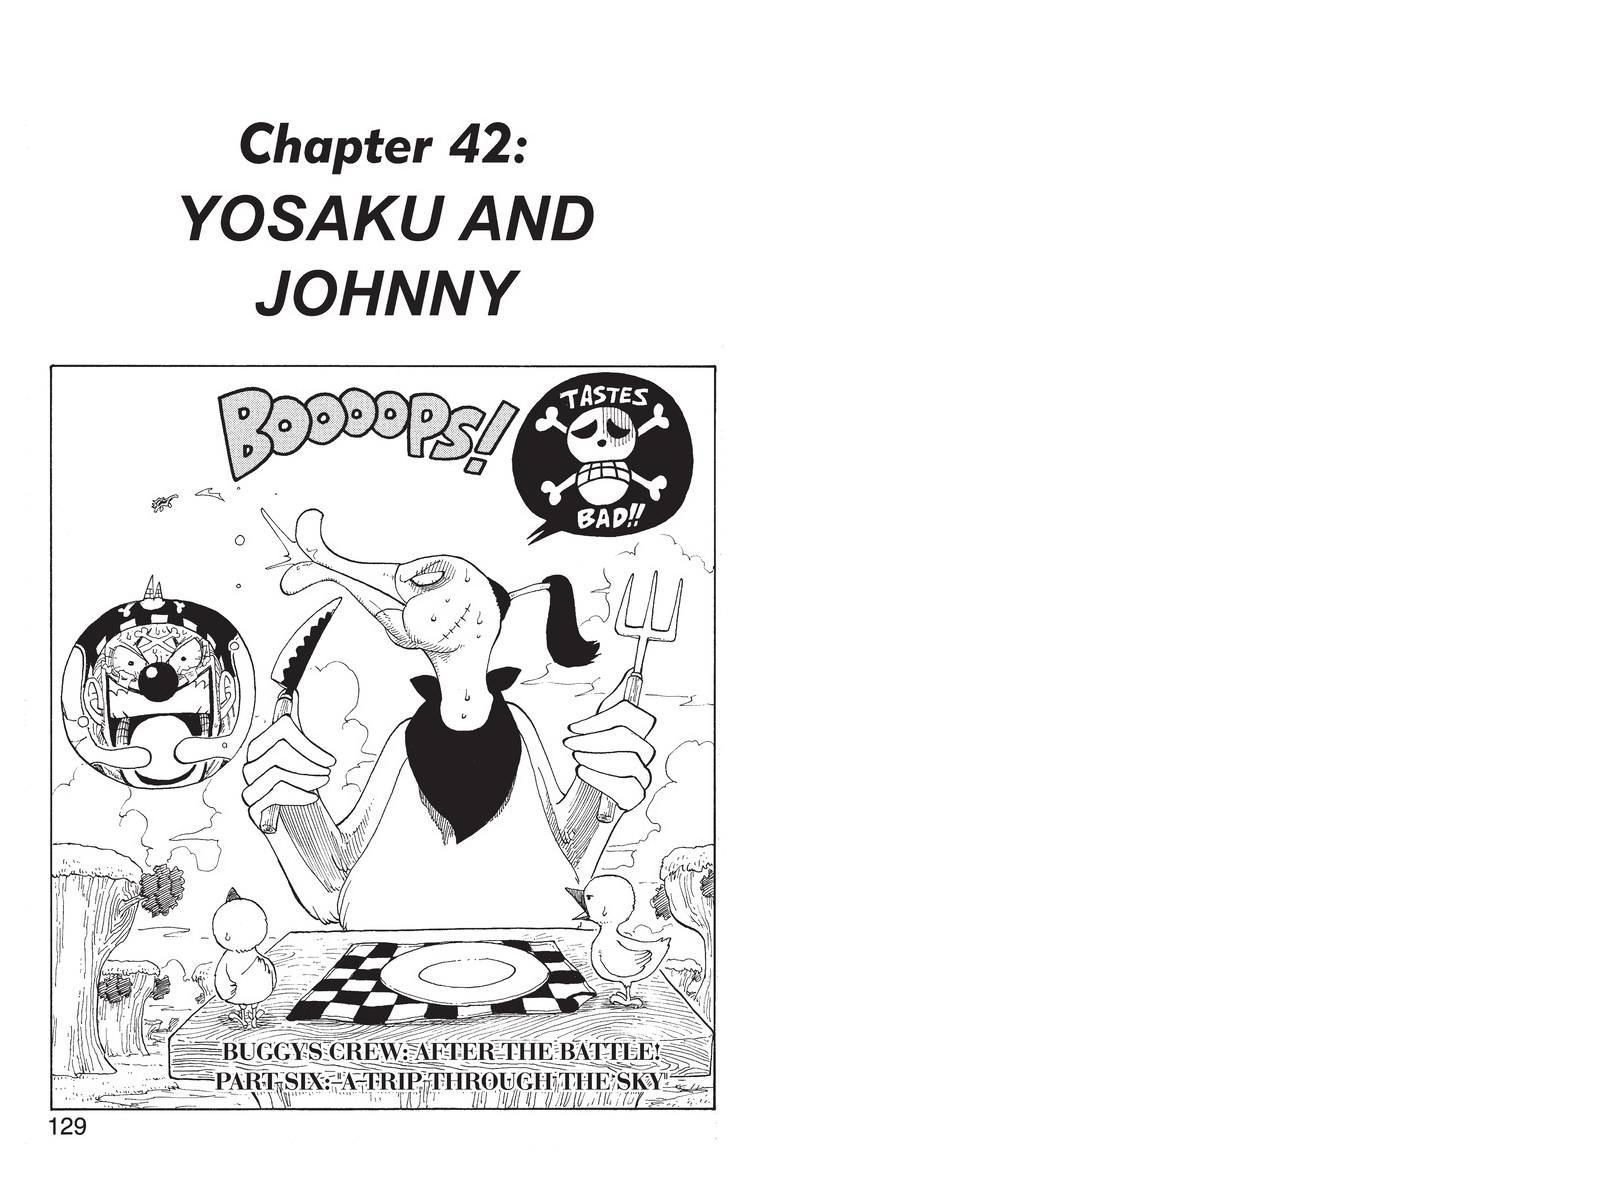 Chapter 42:
YOSAKU AND
JOHNNY
BOOOOPS!
TASTES
BAD!!
BUGGY'S CREW: AFTER THE BATTLE!
PART SIX: "A TRIP THROUGH THE SKY"
129